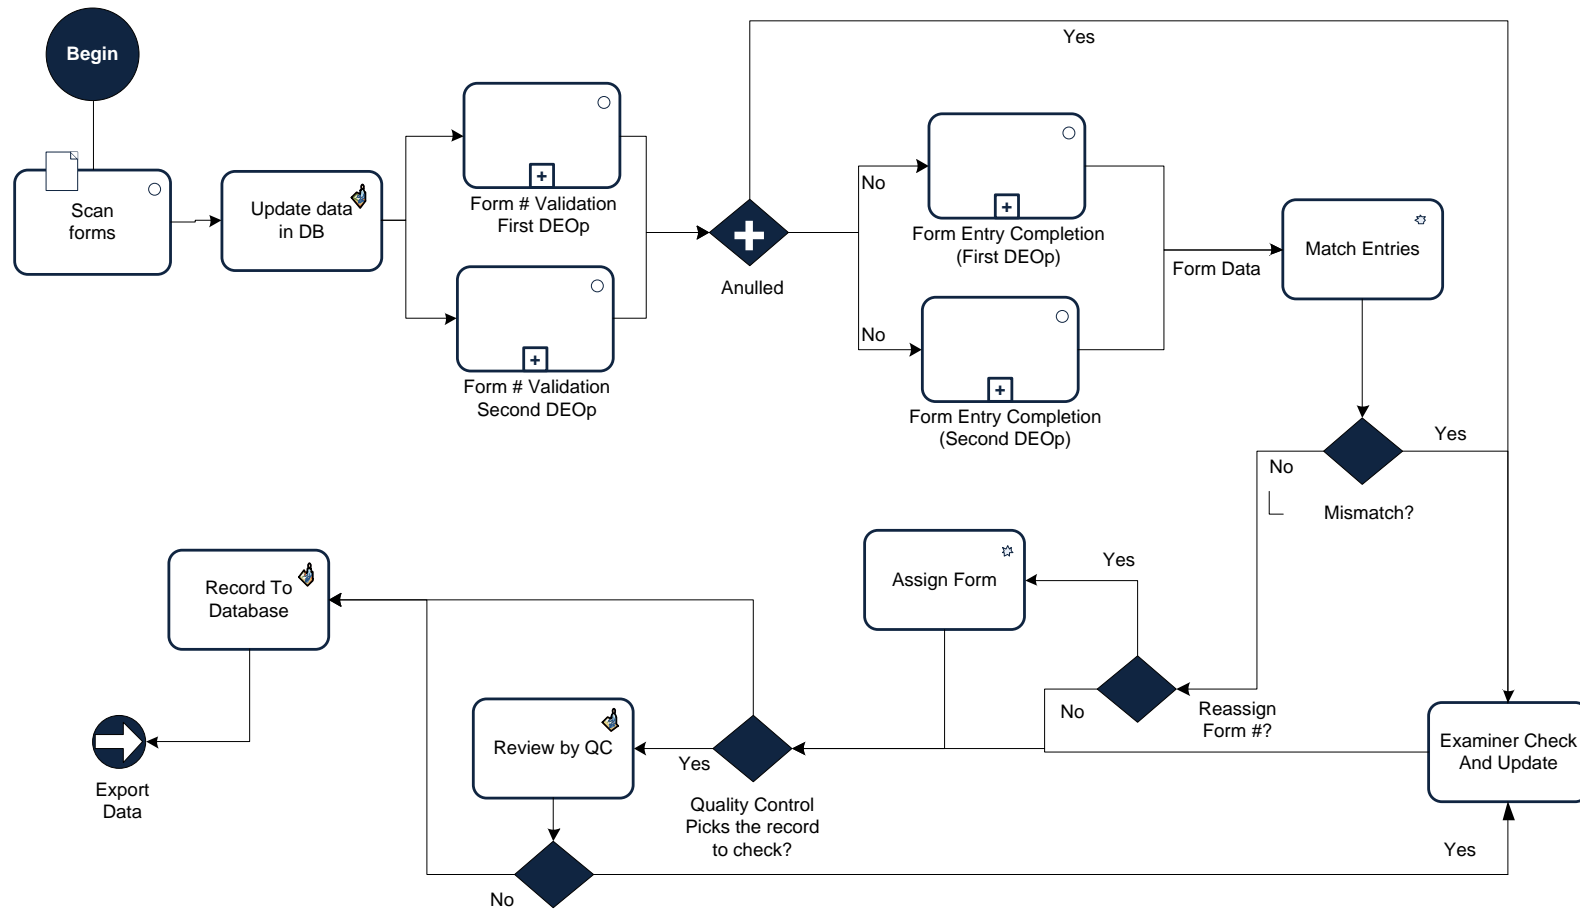 Begin
Yes
Scan
forms
Update data
in DB
Form # Validation
First DEOp
Form # Validation
Second DEOp
Anulled
No
Form Entry Completion
(First DEOp)
No
Form Entry Completion
(Second DEOp)
Form Data
Match Entries
Yes
No
Mismatch?
Record To
Database
Assign Form
Yes
No
Reassign
Form #?
Examiner Check
And Update
Review by QC
Yes
Quality Control
Picks the record
to check?
Export
Data
No
Yes